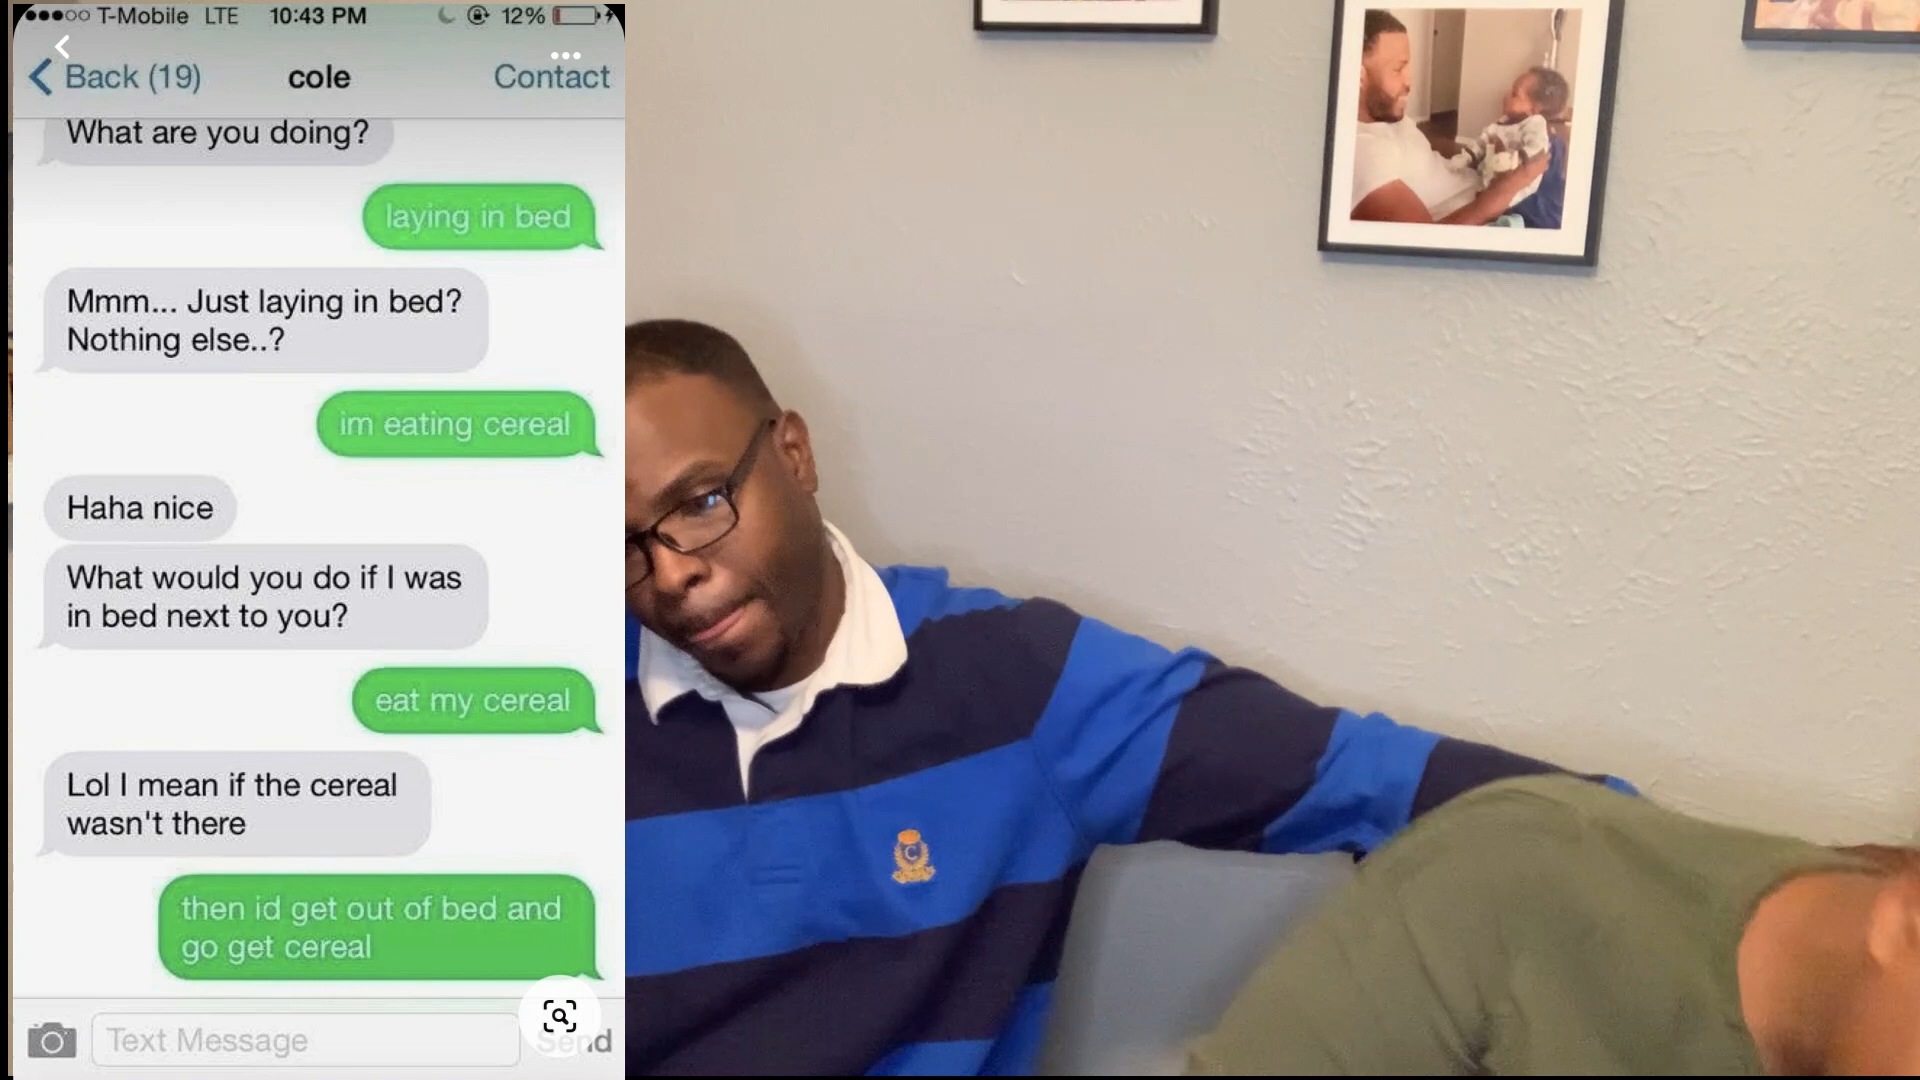 T-Mobile LTE 10:43 PM 12%
Back (19) cole Contact
What are you doing?
laying in bed
Mmm... Just laying in bed?
Nothing else..?
im eating cereal
Haha nice
What would you do if I was
in bed next to you?
eat my cereal
Lol I mean if the cereal
wasn't there
then id get out of bed and
go get cereal
Text Message Send
C